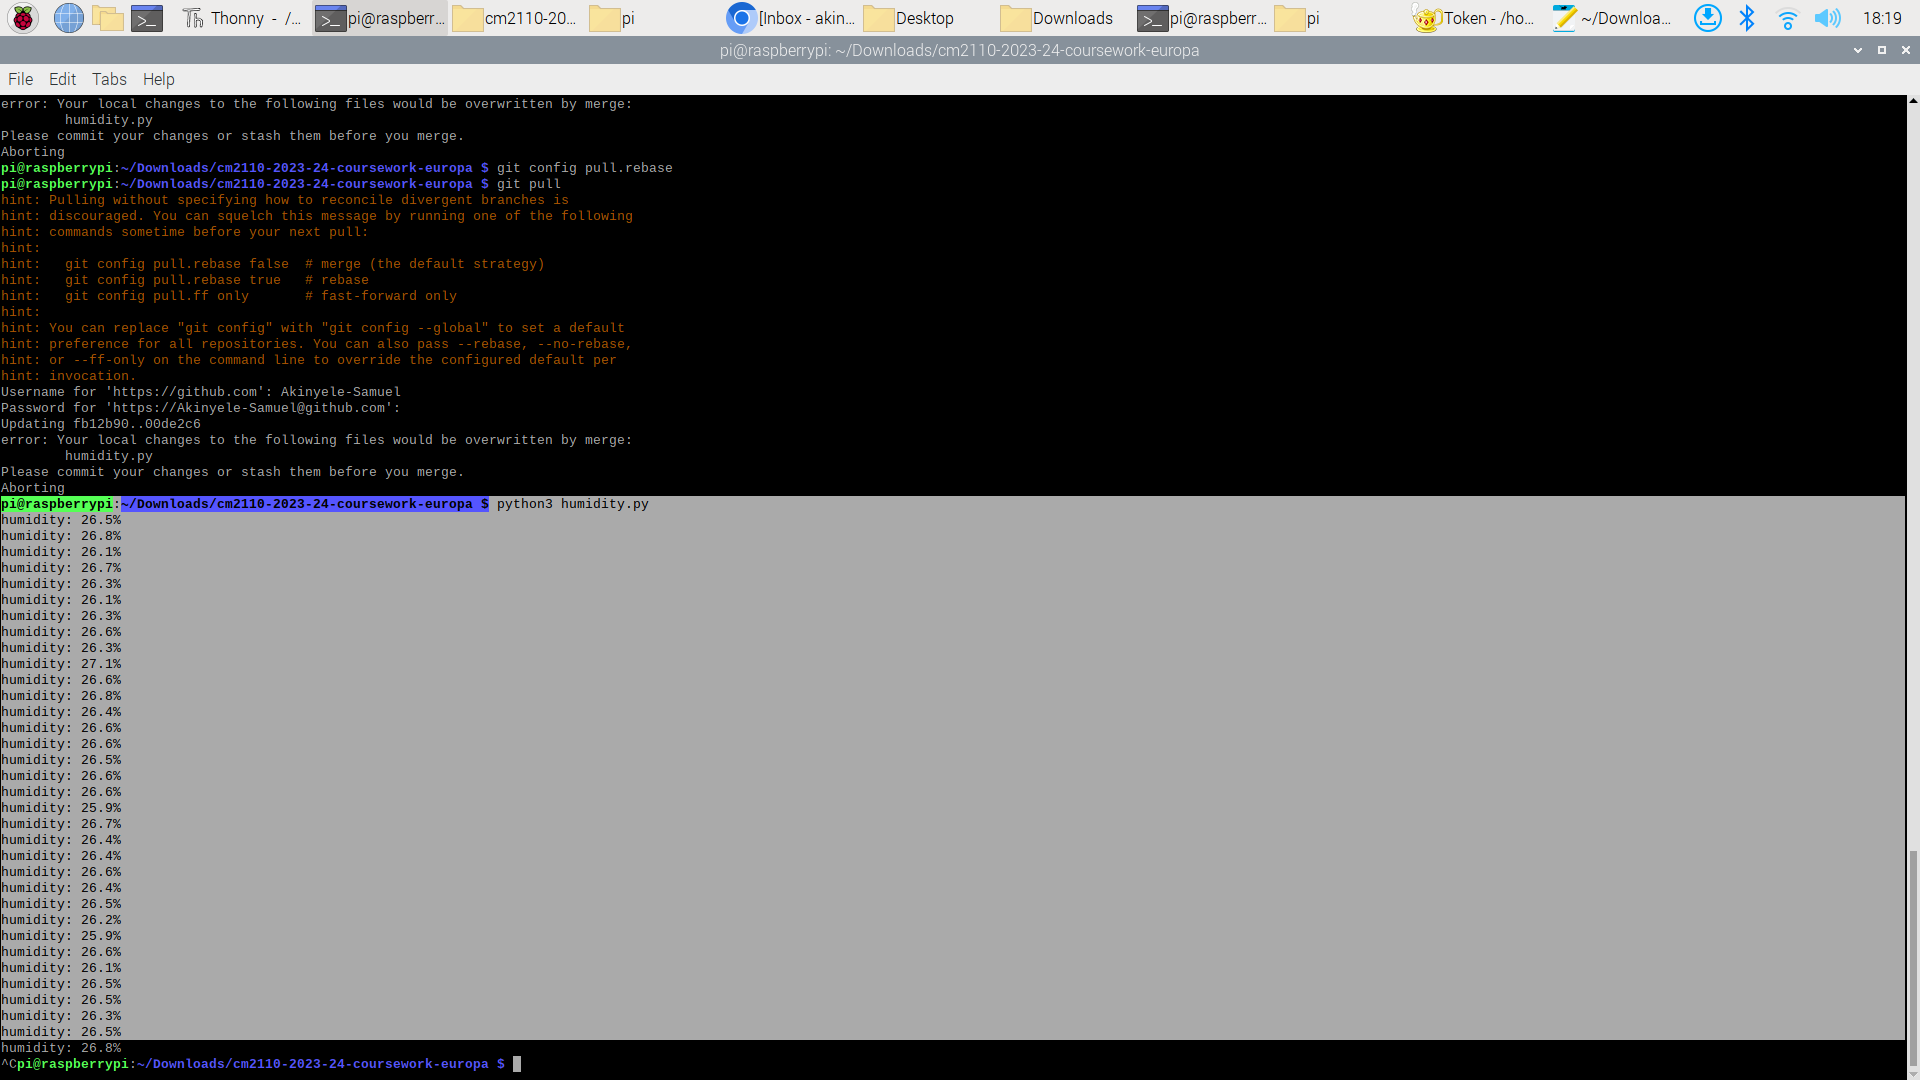 Thonny - /...
pi@raspberr...
cm2110-20...
pi
[Inbox - akin...
Desktop
Downloads
pi@raspberr...
pi
Token - /ho...
~/Downloa...
18:19
pi@raspberrypi: ~/Downloads/cm2110-2023-24-coursework-europa
File Edit Tabs Help
error: Your local changes to the following files would be overwritten by merge:
humidity.py
Please commit your changes or stash them before you merge.
Aborting
pi@raspberrypi:~/Downloads/cm2110-2023-24-coursework-europa $ git config pull.rebase
pi@raspberrypi:~/Downloads/cm2110-2023-24-coursework-europa $ git pull
hint: Pulling without specifying how to reconcile divergent branches is
hint: discouraged. You can squelch this message by running one of the following
hint: commands sometime before your next pull:
hint:
hint:   git config pull.rebase false  # merge (the default strategy)
hint:   git config pull.rebase true   # rebase
hint:   git config pull.ff only       # fast-forward only
hint:
hint: You can replace "git config" with "git config --global" to set a default
hint: preference for all repositories. You can also pass --rebase, --no-rebase,
hint: or --ff-only on the command line to override the configured default per
hint: invocation.
Username for 'https://github.com': Akinyele-Samuel
Password for 'https://Akinyele-Samuel@github.com':
Updating fb12b90..00de2c6
error: Your local changes to the following files would be overwritten by merge:
humidity.py
Please commit your changes or stash them before you merge.
Aborting
pi@raspberrypi:~/Downloads/cm2110-2023-24-coursework-europa $ python3 humidity.py
humidity: 26.5%
humidity: 26.8%
humidity: 26.1%
humidity: 26.7%
humidity: 26.3%
humidity: 26.1%
humidity: 26.3%
humidity: 26.6%
humidity: 26.3%
humidity: 27.1%
humidity: 26.6%
humidity: 26.8%
humidity: 26.4%
humidity: 26.6%
humidity: 26.6%
humidity: 26.5%
humidity: 26.6%
humidity: 26.6%
humidity: 25.9%
humidity: 26.7%
humidity: 26.4%
humidity: 26.4%
humidity: 26.6%
humidity: 26.4%
humidity: 26.5%
humidity: 26.2%
humidity: 25.9%
humidity: 26.6%
humidity: 26.1%
humidity: 26.5%
humidity: 26.5%
humidity: 26.3%
humidity: 26.5%
humidity: 26.8%
^Cpi@raspberrypi:~/Downloads/cm2110-2023-24-coursework-europa $